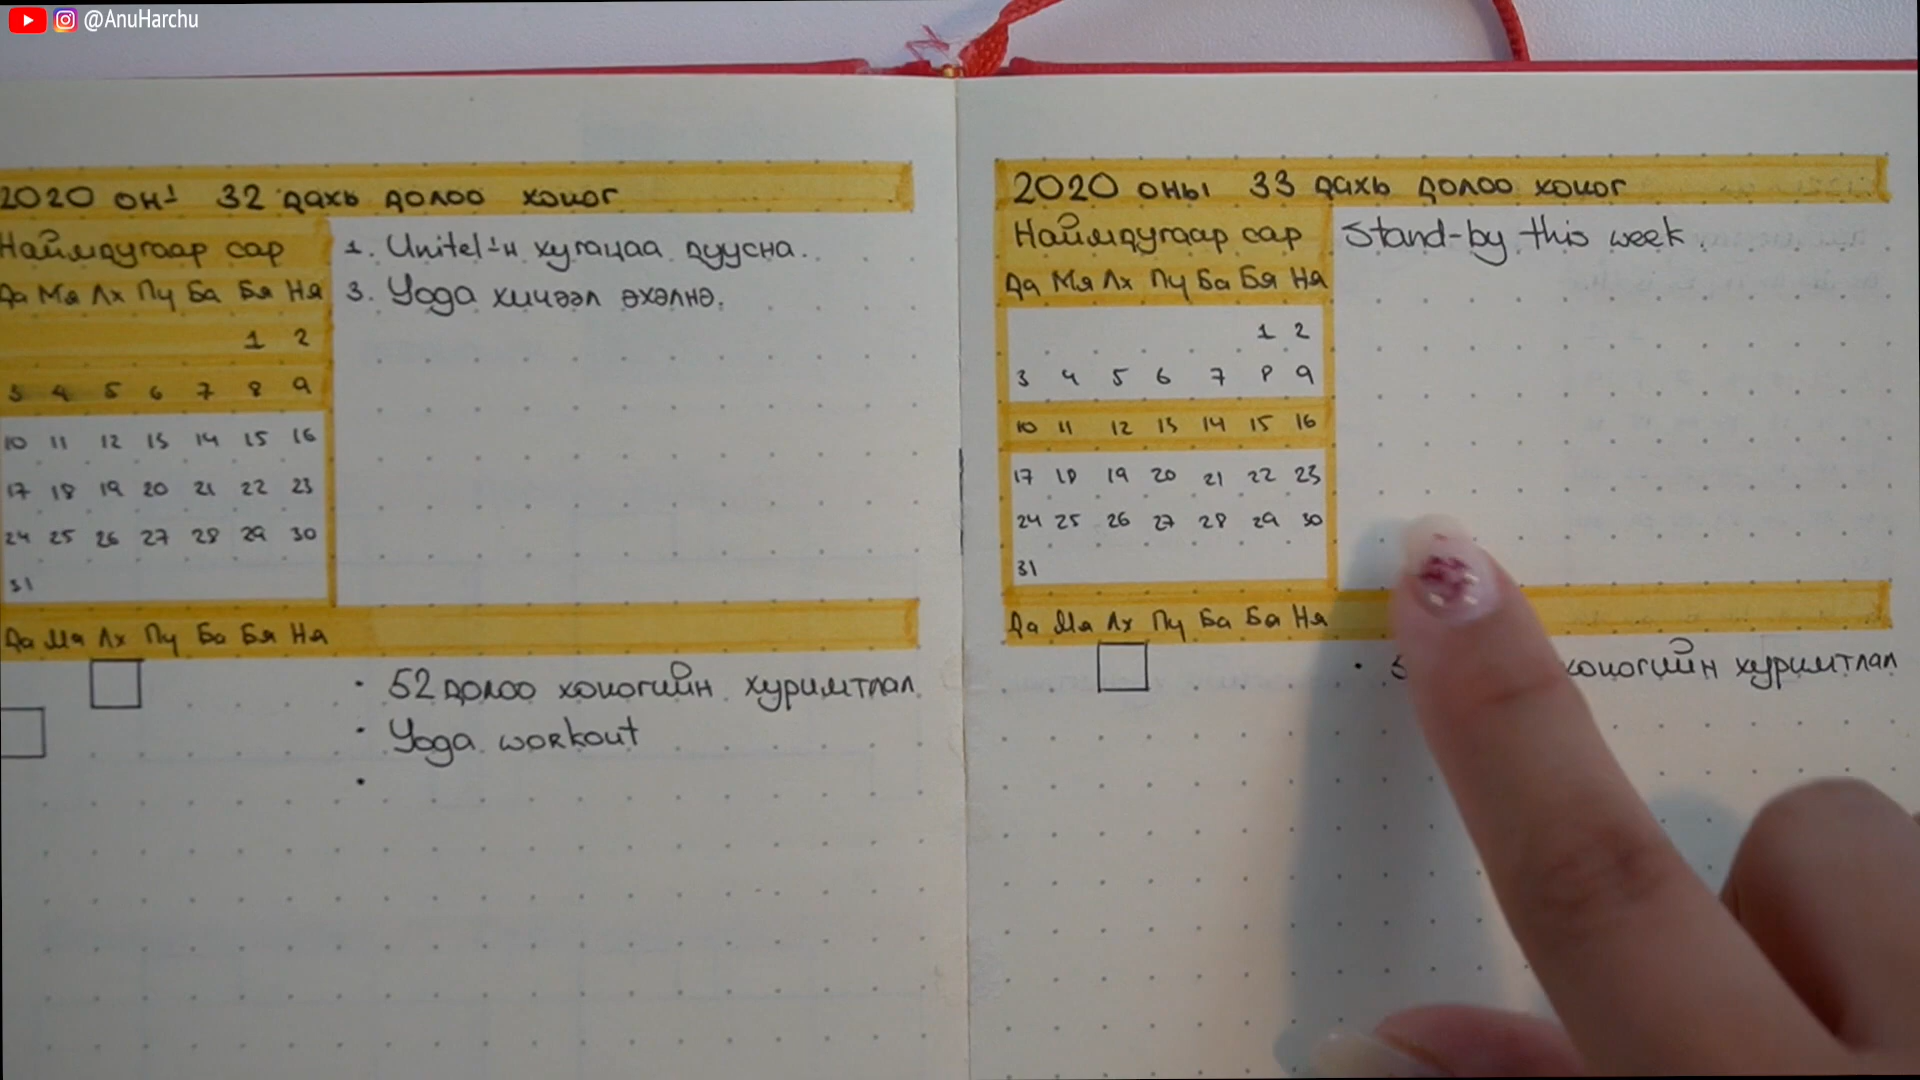 @AnuHarchu
2020 оны 32 дахь долоо хоног
Наймдугаар сар
Да Мя Лх Пү Ба Бя Ня
1 2
3 4 5 6 7 8 9
10 11 12 13 14 15 16
17 18 19 20 21 22 23
24 25 26 27 28 29 30
31
1. Unitel-ы хугацаа дуусна.
3. Yoga хичээл эхэлнэ.
Да Мя Лх Пү Ба Бя Ня
• 52 долоо хоногийн хуримтлал
• Yoga workout
•
2020 оны 33 дахь долоо хоног
Наймдугаар сар
Да Мя Лх Пү Ба Бя Ня
1 2
3 4 5 6 7 8 9
10 11 12 13 14 15 16
17 18 19 20 21 22 23
24 25 26 27 28 29 30
31
Stand-by this week.
Да Мя Лх Пү Ба Бя Ня
• хоногийн хуримтлал